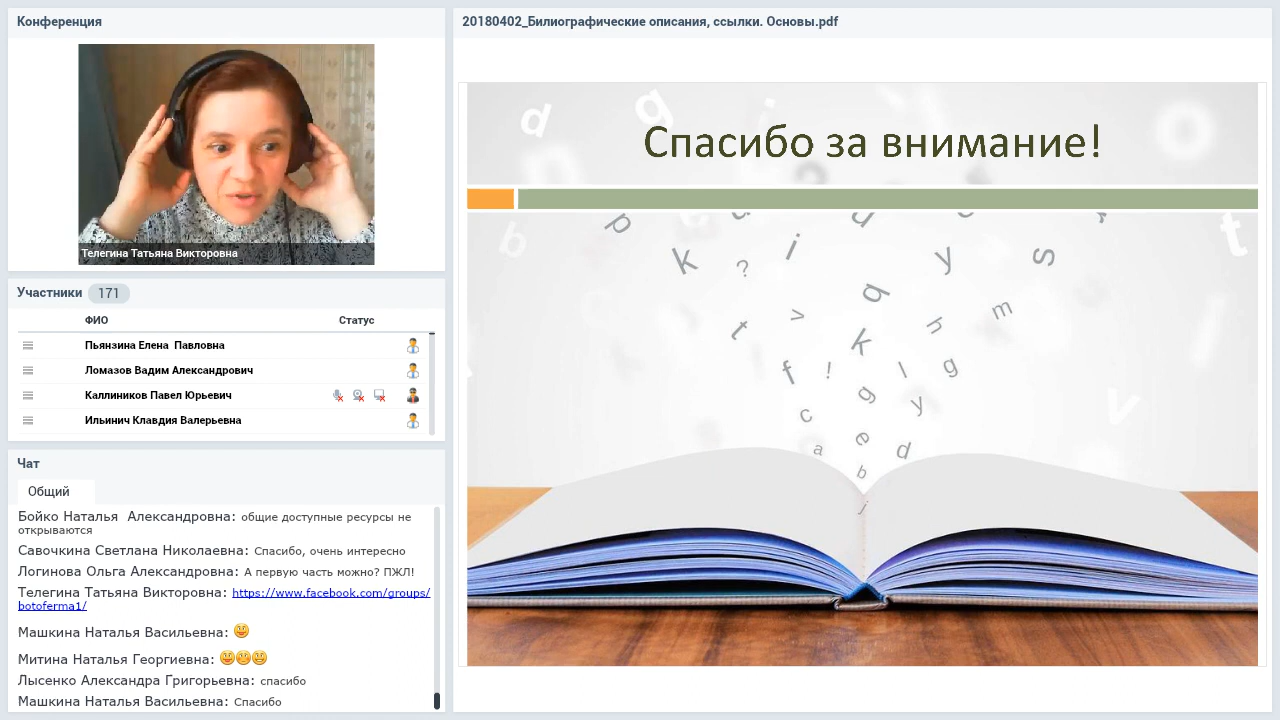 Конференция
Телегина Татьяна Викторовна
Участники 171
ФИО Статус
Пьянзина Елена Павловна
Ломазов Вадим Александрович
Каллиников Павел Юрьевич
Ильинич Клавдия Валерьевна
Чат
Общий
Бойко Наталья Александровна: общие доступные ресурсы не
открываются
Савочкина Светлана Николаевна: Спасибо, очень интересно
Логинова Ольга Александровна: А первую часть можно? ПЖЛ!
Телегина Татьяна Викторовна: https://www.facebook.com/groups/
botoferma1/
Машкина Наталья Васильевна:
Митина Наталья Георгиевна:
Лысенко Александра Григорьевна: спасибо
Машкина Наталья Васильевна: Спасибо
20180402_Билиографические описания, ссылки. Основы.pdf
Спасибо за внимание!